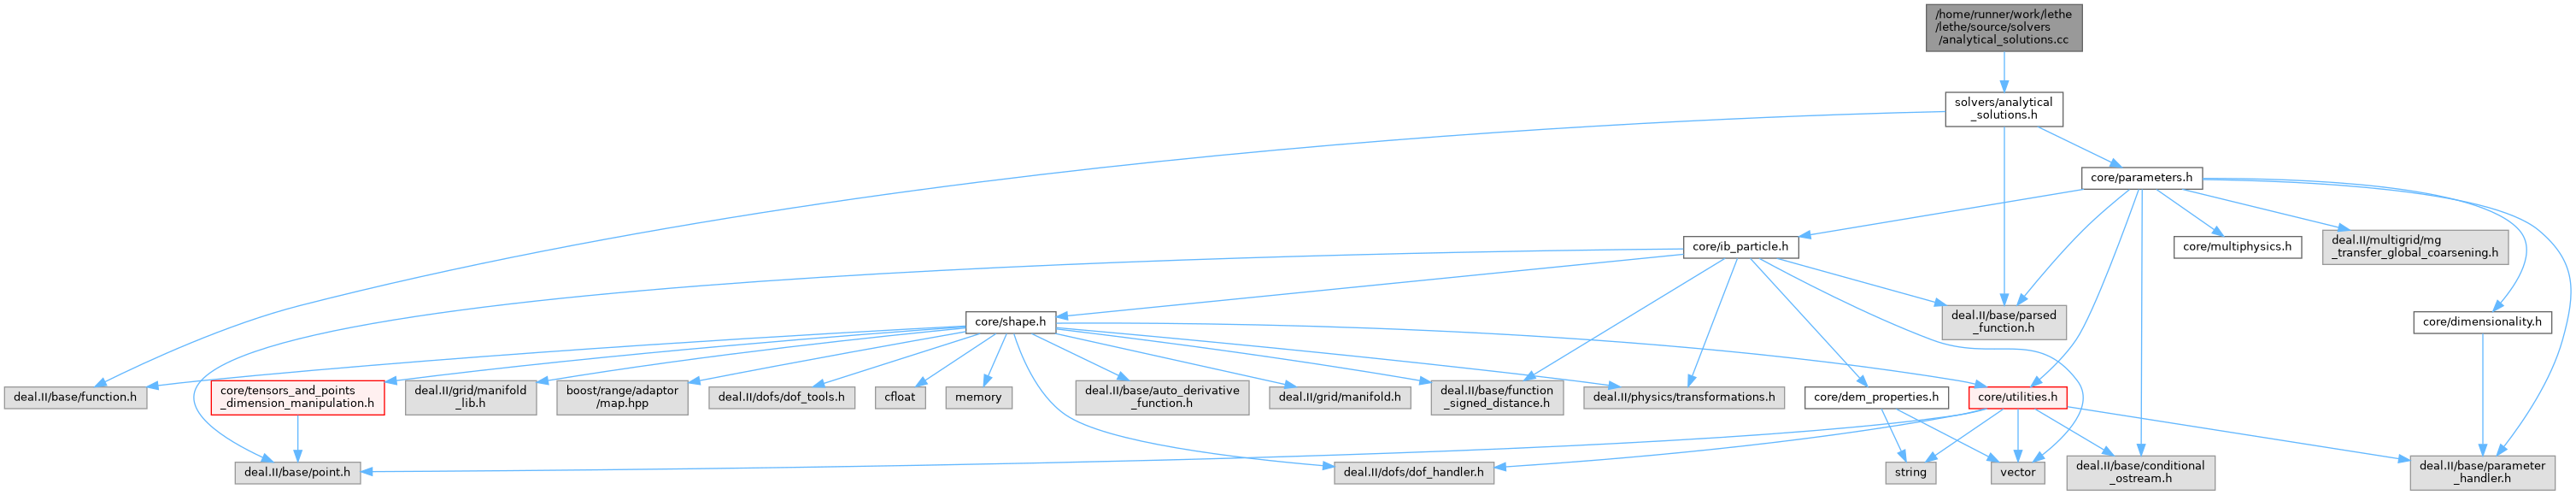 /home/runner/work/lethe
/lethe/source/solvers
/analytical_solutions.cc
solvers/analytical
_solutions.h
core/parameters.h
core/ib_particle.h
core/multiphysics.h
deal.II/multigrid/mg
_transfer_global_coarsening.h
core/shape.h
deal.II/base/parsed
_function.h
core/dimensionality.h
deal.II/base/function.h
core/tensors_and_points
_dimension_manipulation.h
deal.II/grid/manifold
_lib.h
boost/range/adaptor
/map.hpp
deal.II/dofs/dof_tools.h
cfloat
memory
deal.II/base/auto_derivative
_function.h
deal.II/grid/manifold.h
deal.II/base/function
_signed_distance.h
deal.II/physics/transformations.h
core/dem_properties.h
core/utilities.h
deal.II/base/point.h
deal.II/dofs/dof_handler.h
string
vector
deal.II/base/conditional
_ostream.h
deal.II/base/parameter
_handler.h